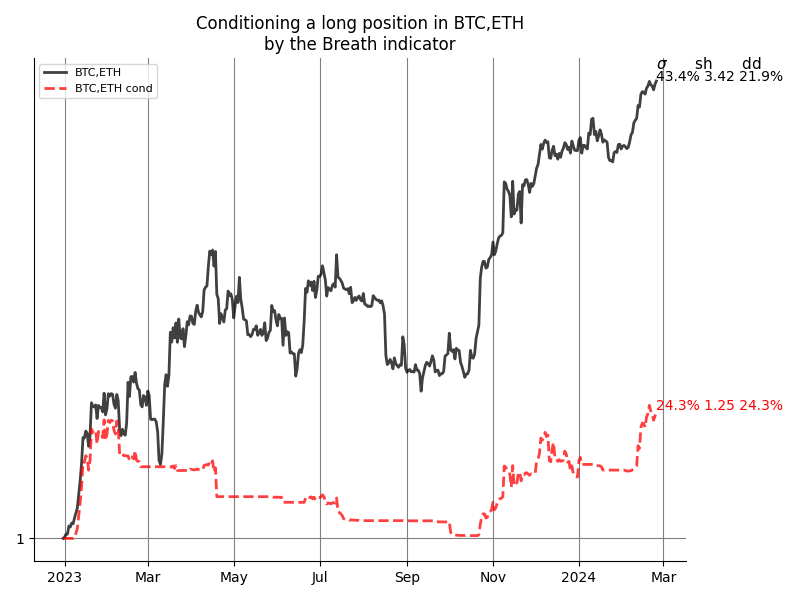 Conditioning a long position in BTC,ETH
by the Breath indicator
BTC,ETH
BTC,ETH cond
σ sh dd
43.4% 3.42 21.9%
24.3% 1.25 24.3%
1
2023 Mar May Jul Sep Nov 2024 Mar